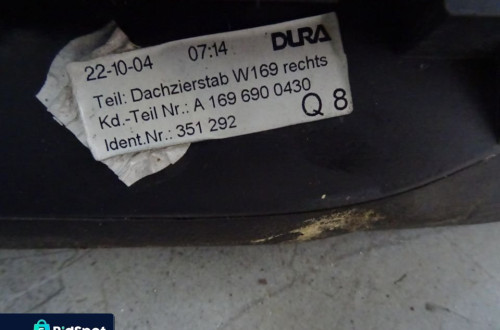 22-10-04 07:14 DURA
Teil: Dachzierstab W169 rechts
Kd.-Teil Nr.: A 169 690 0430
Ident.Nr.: 351 292 Q 8
BidSpot